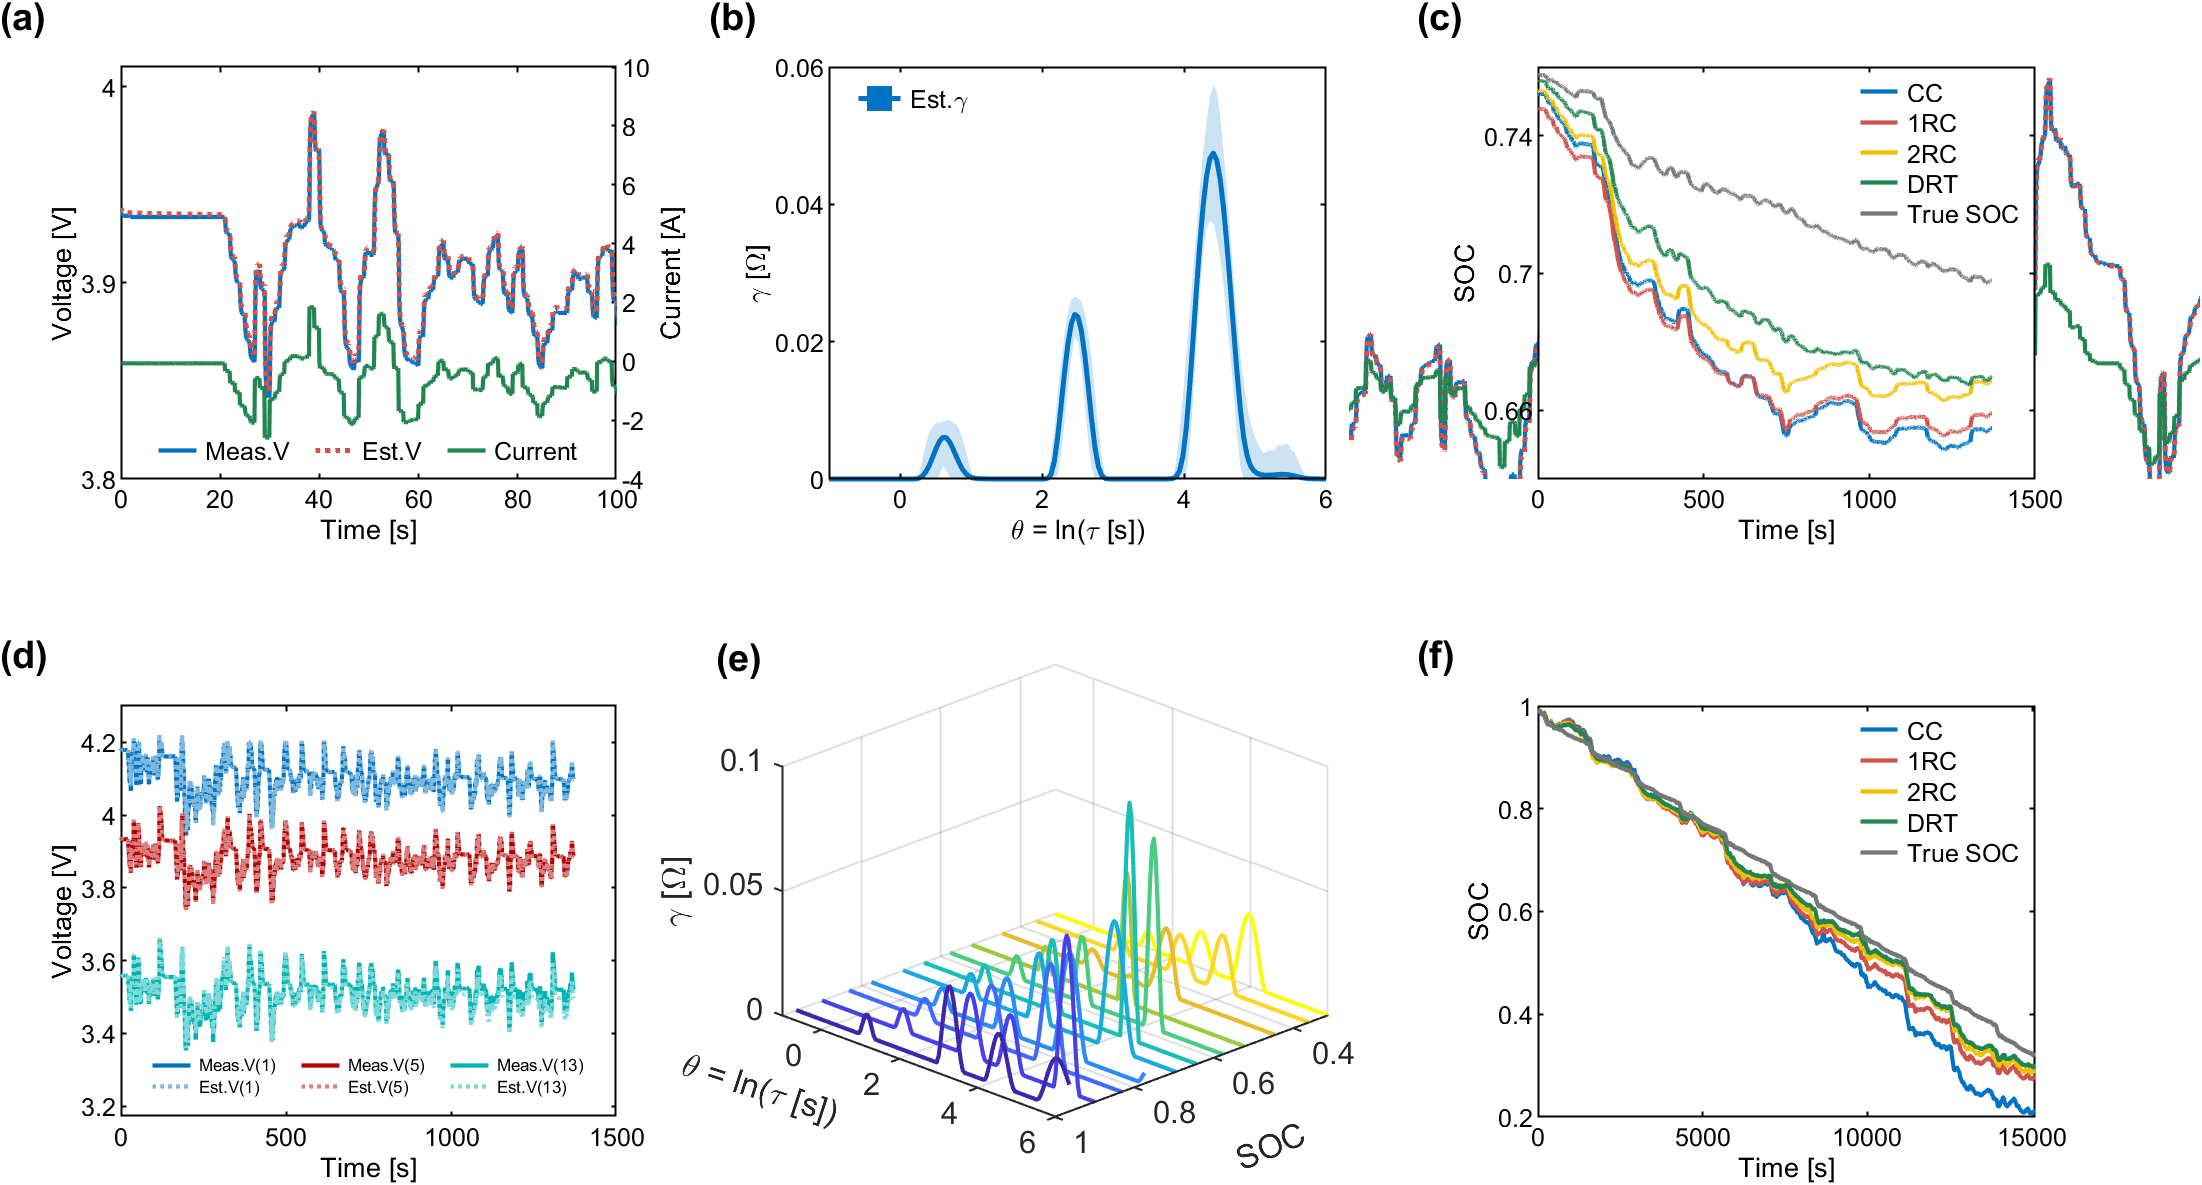 (a)
Voltage [V]
4
3.9
3.8
10
8
6
4
2
0
-2
-4
Current [A]
Meas.V Est.V Current
0 20 40 60 80 100
Time [s]
(b)
γ [Ω]
0.06
0.04
0.02
0
Est.γ
0 2 4 6
θ = ln(τ [s])
(c)
SOC
0.74
0.7
0.66
CC
1RC
2RC
DRT
True SOC
0 500 1000 1500
Time [s]
(d)
Voltage [V]
4.2
4
3.8
3.6
3.4
3.2
Meas.V(1) Meas.V(5) Meas.V(13)
Est.V(1) Est.V(5) Est.V(13)
0 500 1000 1500
Time [s]
(e)
γ [Ω]
0.1
0.05
0
0
2
4
6
θ = ln(τ [s])
1
0.8
0.6
0.4
SOC
(f)
SOC
1
0.8
0.6
0.4
0.2
CC
1RC
2RC
DRT
True SOC
0 5000 10000 15000
Time [s]